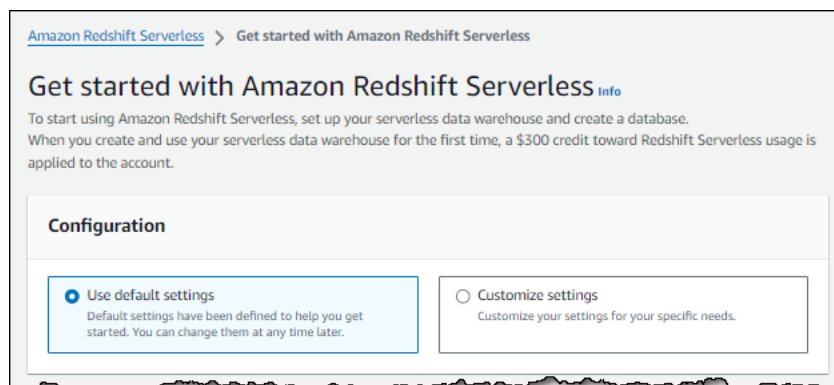 Amazon Redshift Serverless > Get started with Amazon Redshift Serverless
Get started with Amazon Redshift Serverless Info
To start using Amazon Redshift Serverless, set up your serverless data warehouse and create a database.
When you create and use your serverless data warehouse for the first time, a $300 credit toward Redshift Serverless usage is
applied to the account.
Configuration
Use default settings
Default settings have been defined to help you get
started. You can change them at any time later.
Customize settings
Customize your settings for your specific needs.